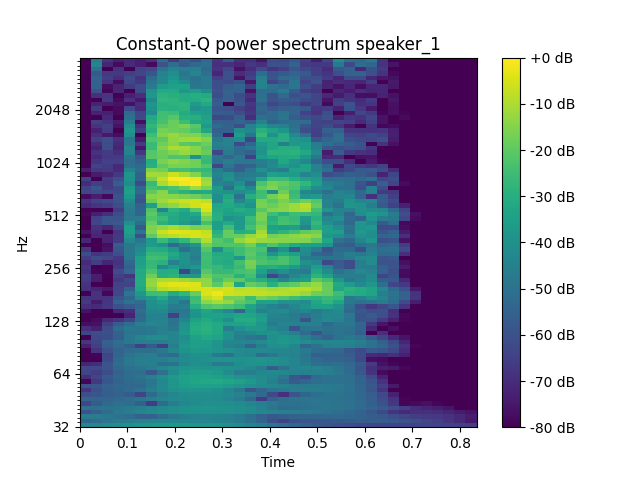 Constant-Q power spectrum speaker_1
Hz
2048
1024
512
256
128
64
32
0 0.1 0.2 0.3 0.4 0.5 0.6 0.7 0.8
Time
+0 dB
-10 dB
-20 dB
-30 dB
-40 dB
-50 dB
-60 dB
-70 dB
-80 dB